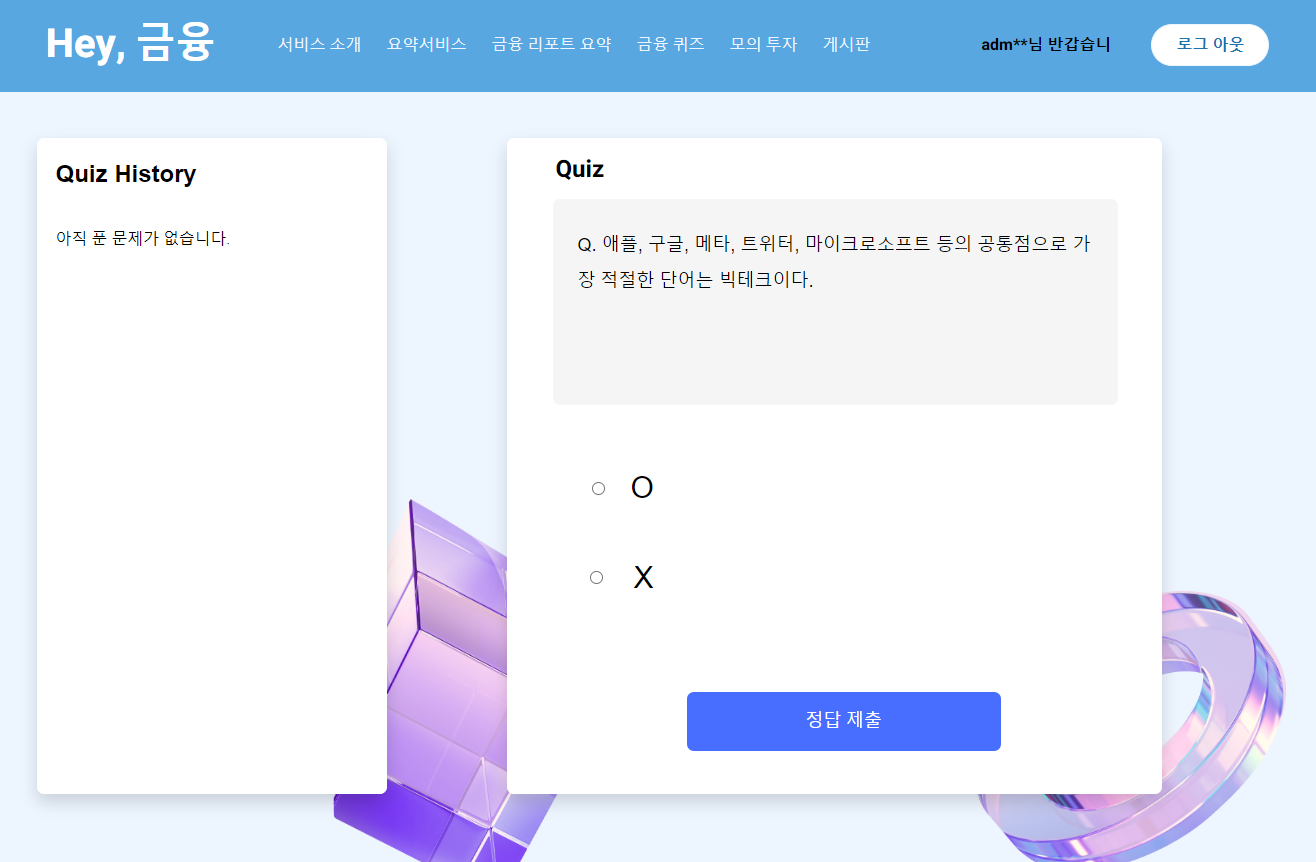 Hey, 금융
서비스 소개 요약서비스 금융 리포트 요약 금융 퀴즈 모의 투자 게시판
adm**님 반갑습니
로그 아웃
Quiz History
아직 푼 문제가 없습니다.
Quiz
Q. 애플, 구글, 메타, 트위터, 마이크로소프트 등의 공통점으로 가
장 적절한 단어는 빅테크이다.
O
X
정답 제출